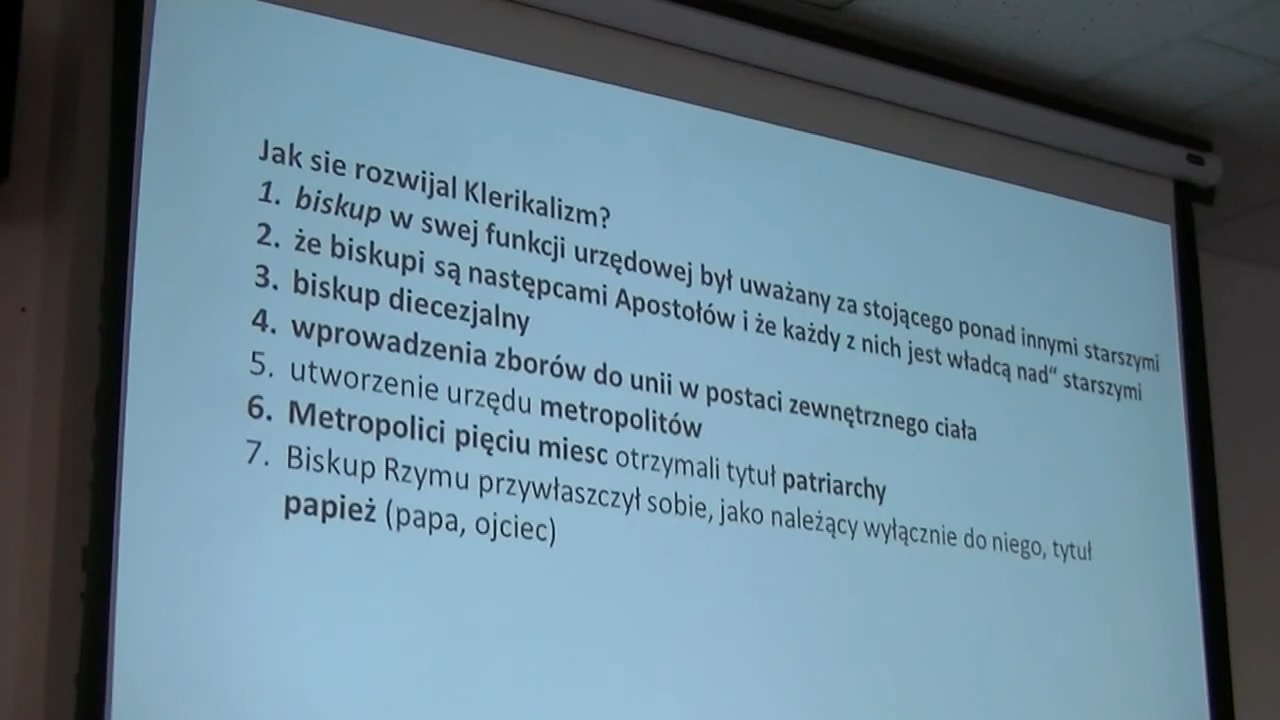 Jak sie rozwijal Klerikalizm?
1. biskup w swej funkcji urzędowej był uważany za stojącego ponad innymi starszymi
2. że biskupi są następcami Apostołów i że każdy z nich jest władcą nad“ starszymi
3. biskup diecezjalny
4. wprowadzenia zborów do unii w postaci zewnętrznego ciała
5. utworzenie urzędu metropolitów
6. Metropolici pięciu miesc otrzymali tytuł patriarchy
7. Biskup Rzymu przywłaszczył sobie, jako należący wyłącznie do niego, tytuł
papież (papa, ojciec)